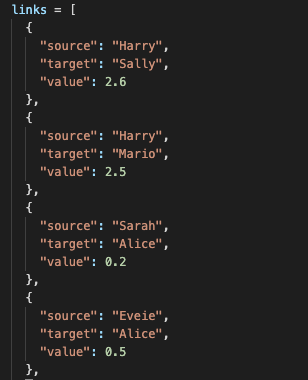 links = [
{
"source": "Harry",
"target": "Sally",
"value": 2.6
},
{
"source": "Harry",
"target": "Mario",
"value": 2.5
},
{
"source": "Sarah",
"target": "Alice",
"value": 0.2
},
{
"source": "Eveie",
"target": "Alice",
"value": 0.5
},